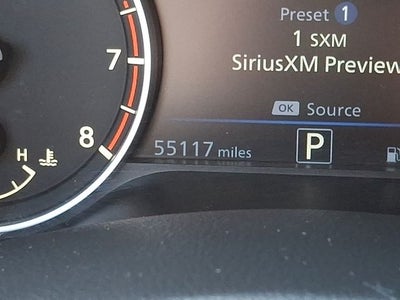 Preset 1
1 SXM
SiriusXM Preview
OK Source
7
8
H
55117 miles
P